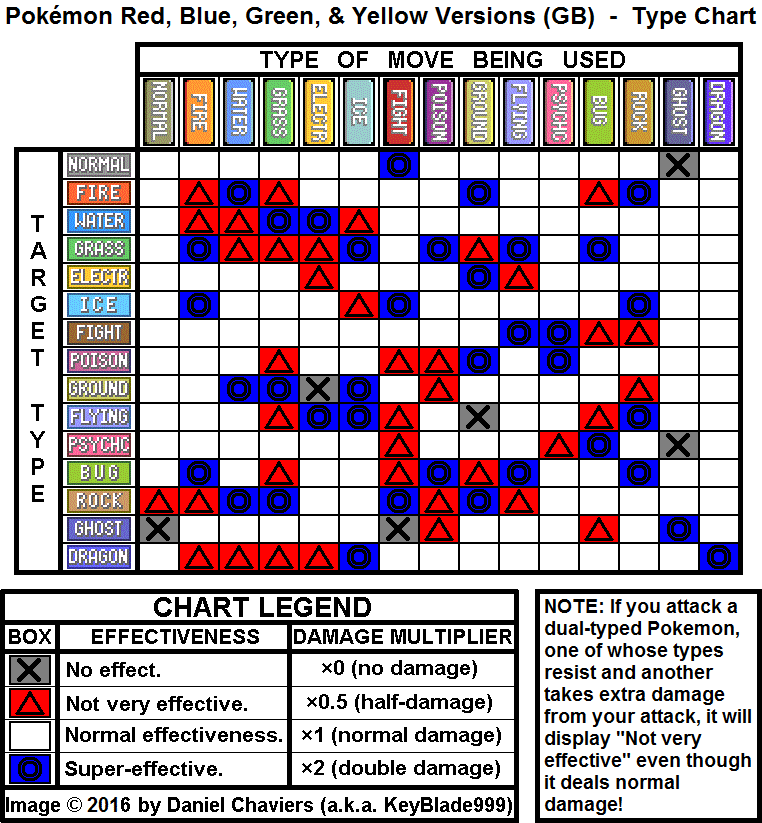 Pokémon Red, Blue, Green, & Yellow Versions (GB) - Type Chart
TYPE OF MOVE BEING USED
NORMAL FIRE WATER GRASS ELECTR ICE FIGHT POISON GROUND FLYING PSYCHC BUG ROCK GHOST DRAGON
TARGET TYPE
NORMAL
FIRE
WATER
GRASS
ELECTR
ICE
FIGHT
POISON
GROUND
FLYING
PSYCHC
BUG
ROCK
GHOST
DRAGON
CHART LEGEND
BOX EFFECTIVENESS DAMAGE MULTIPLIER
No effect. ×0 (no damage)
Not very effective. ×0.5 (half-damage)
Normal effectiveness. ×1 (normal damage)
Super-effective. ×2 (double damage)
Image © 2016 by Daniel Chaviers (a.k.a. KeyBlade999)
NOTE: If you attack a
dual-typed Pokemon,
one of whose types
resist and another
takes extra damage
from your attack, it will
display "Not very
effective" even though
it deals normal
damage!